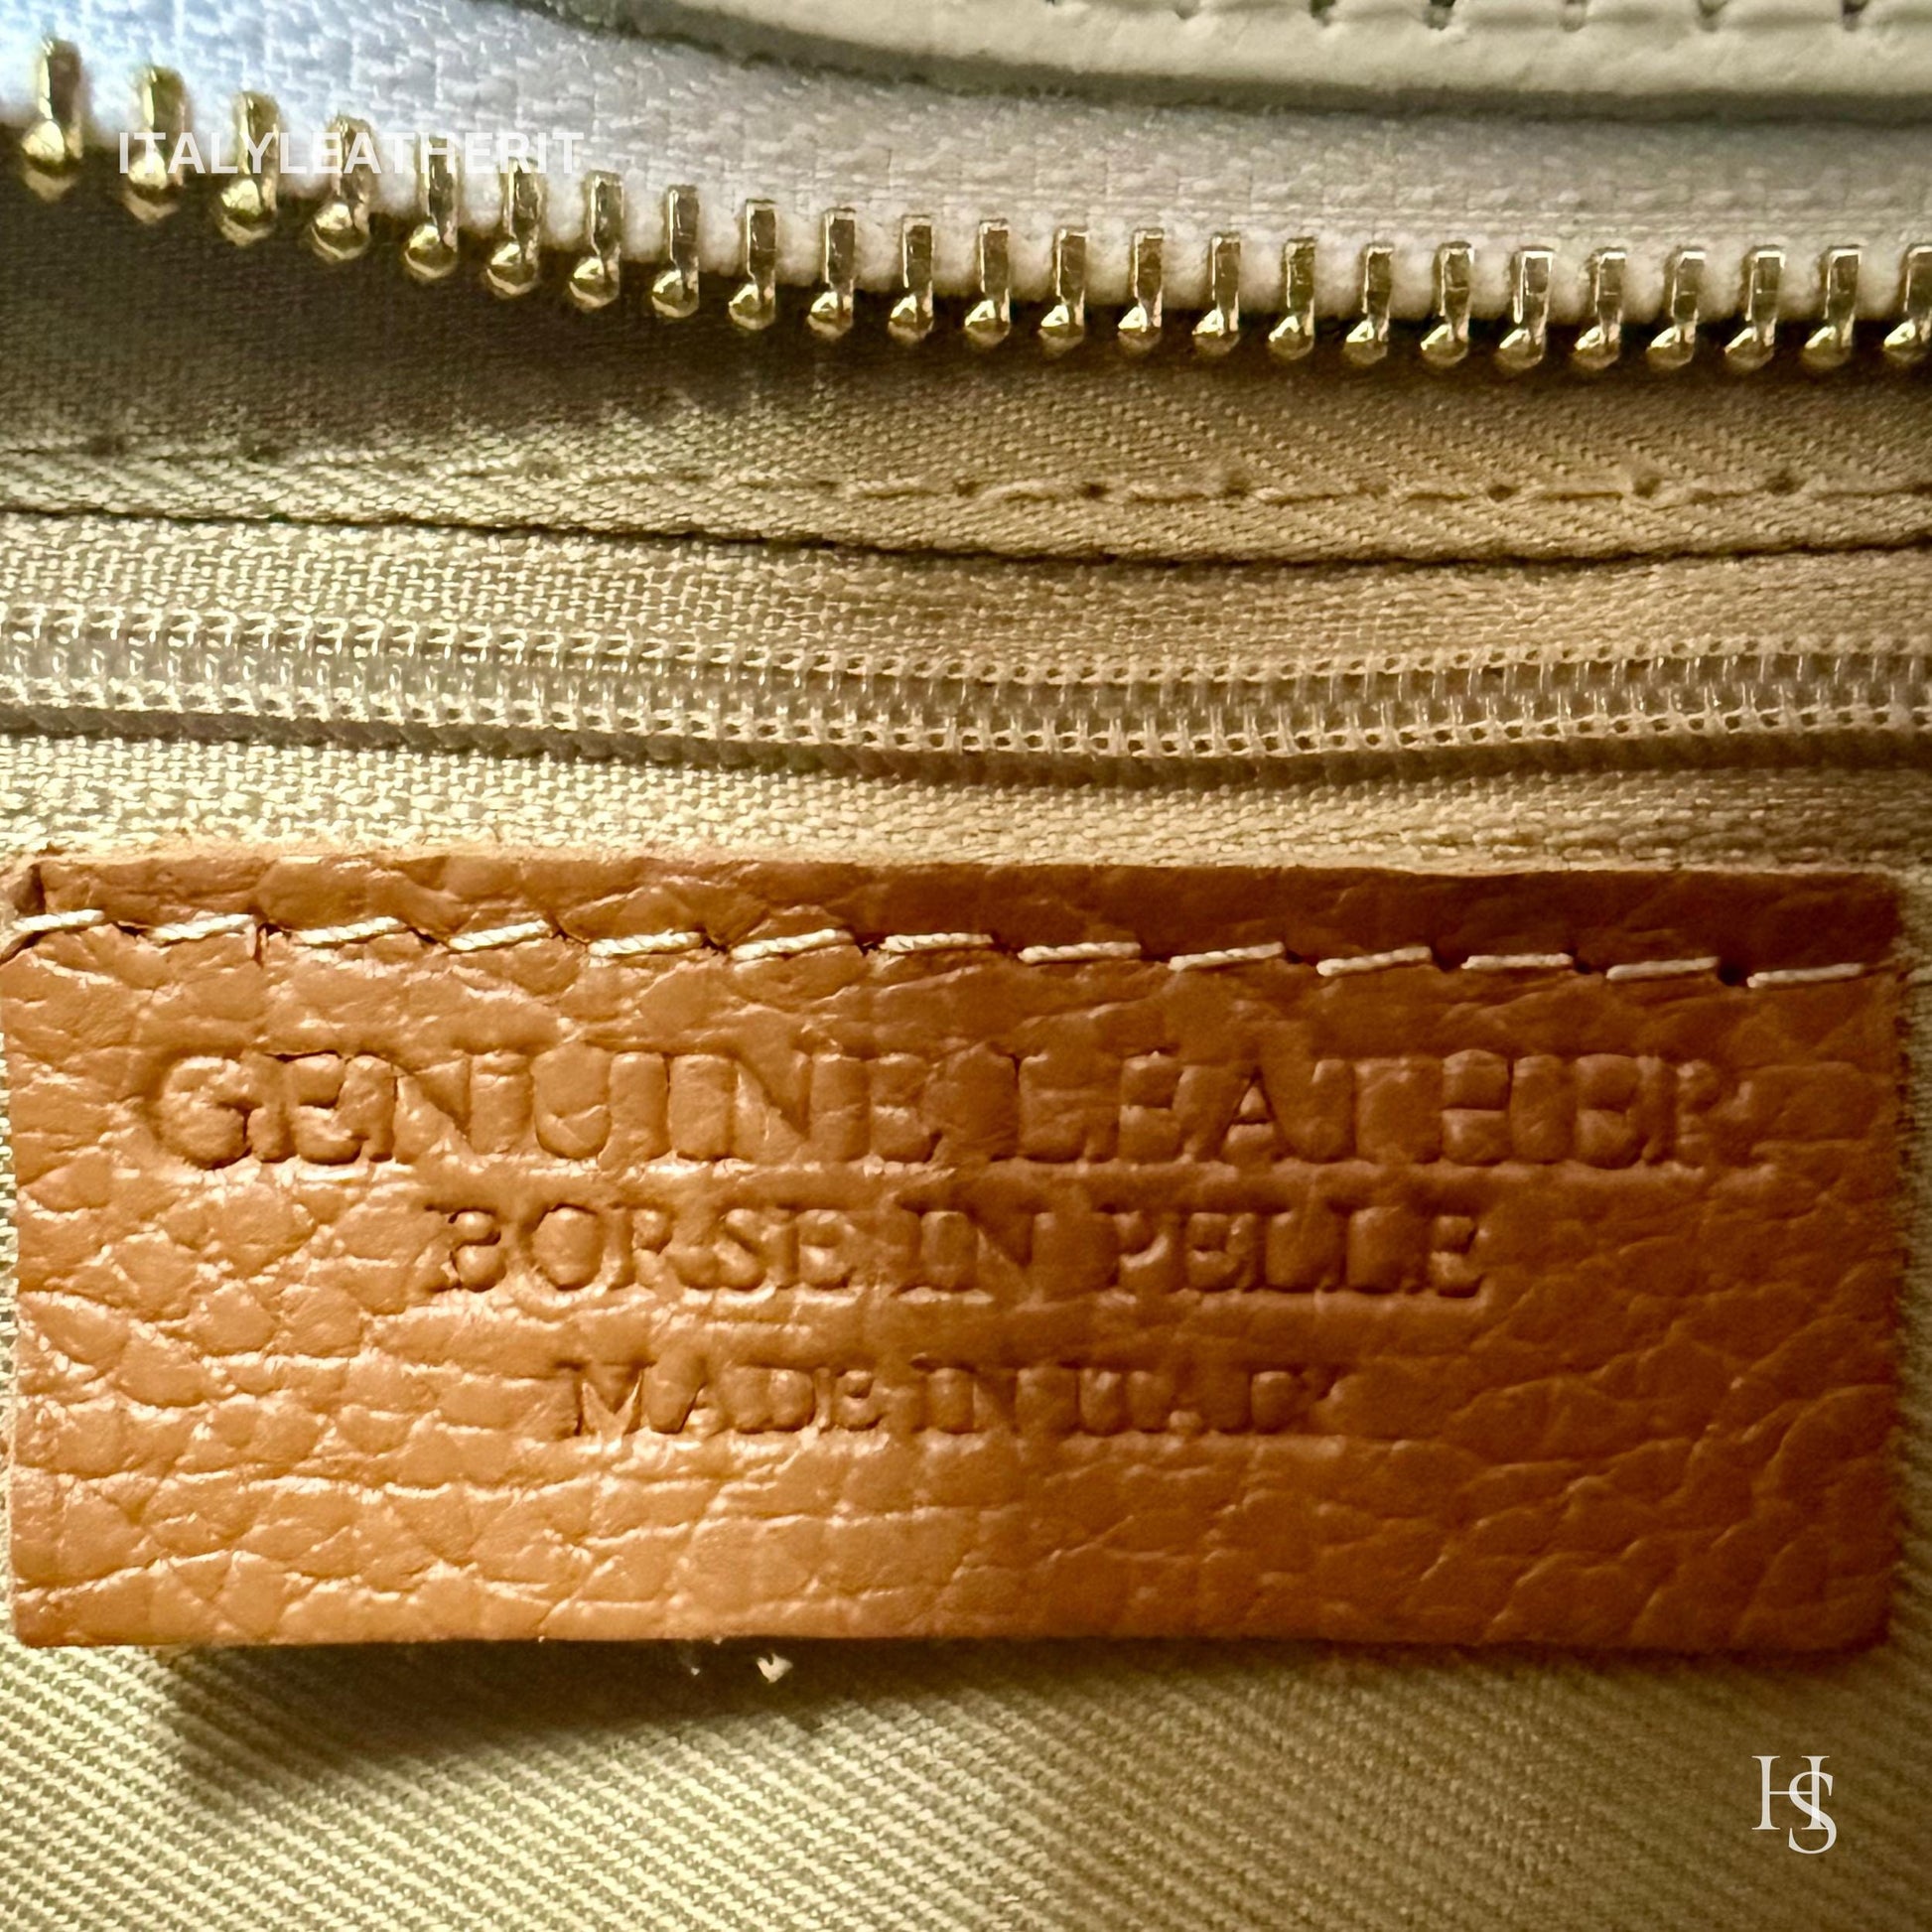 ITALYLEATHERIT
GENUINE LEATHER
BORSE IN PELLE
MADE IN ITALY
HS